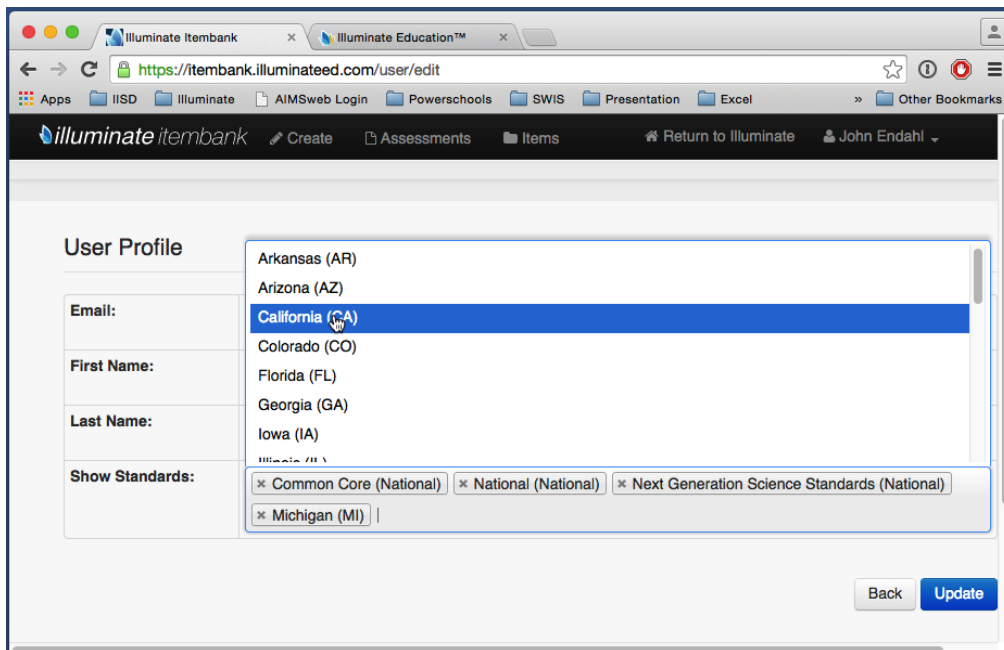 Illuminate Itembank × Illuminate Education™ ×
https://itembank.illuminateed.com/user/edit
Apps IISD Illuminate AIMSweb Login Powerschools SWIS Presentation Excel » Other Bookmarks
illuminate itembank Create Assessments Items Return to Illuminate John Endahl
User Profile
Arkansas (AR)
Arizona (AZ)
Email:
California (CA)
Colorado (CO)
First Name:
Florida (FL)
Georgia (GA)
Last Name:
Iowa (IA)
Illinois (IL)
Show Standards:
× Common Core (National) × National (National) × Next Generation Science Standards (National)
× Michigan (MI)
Back Update